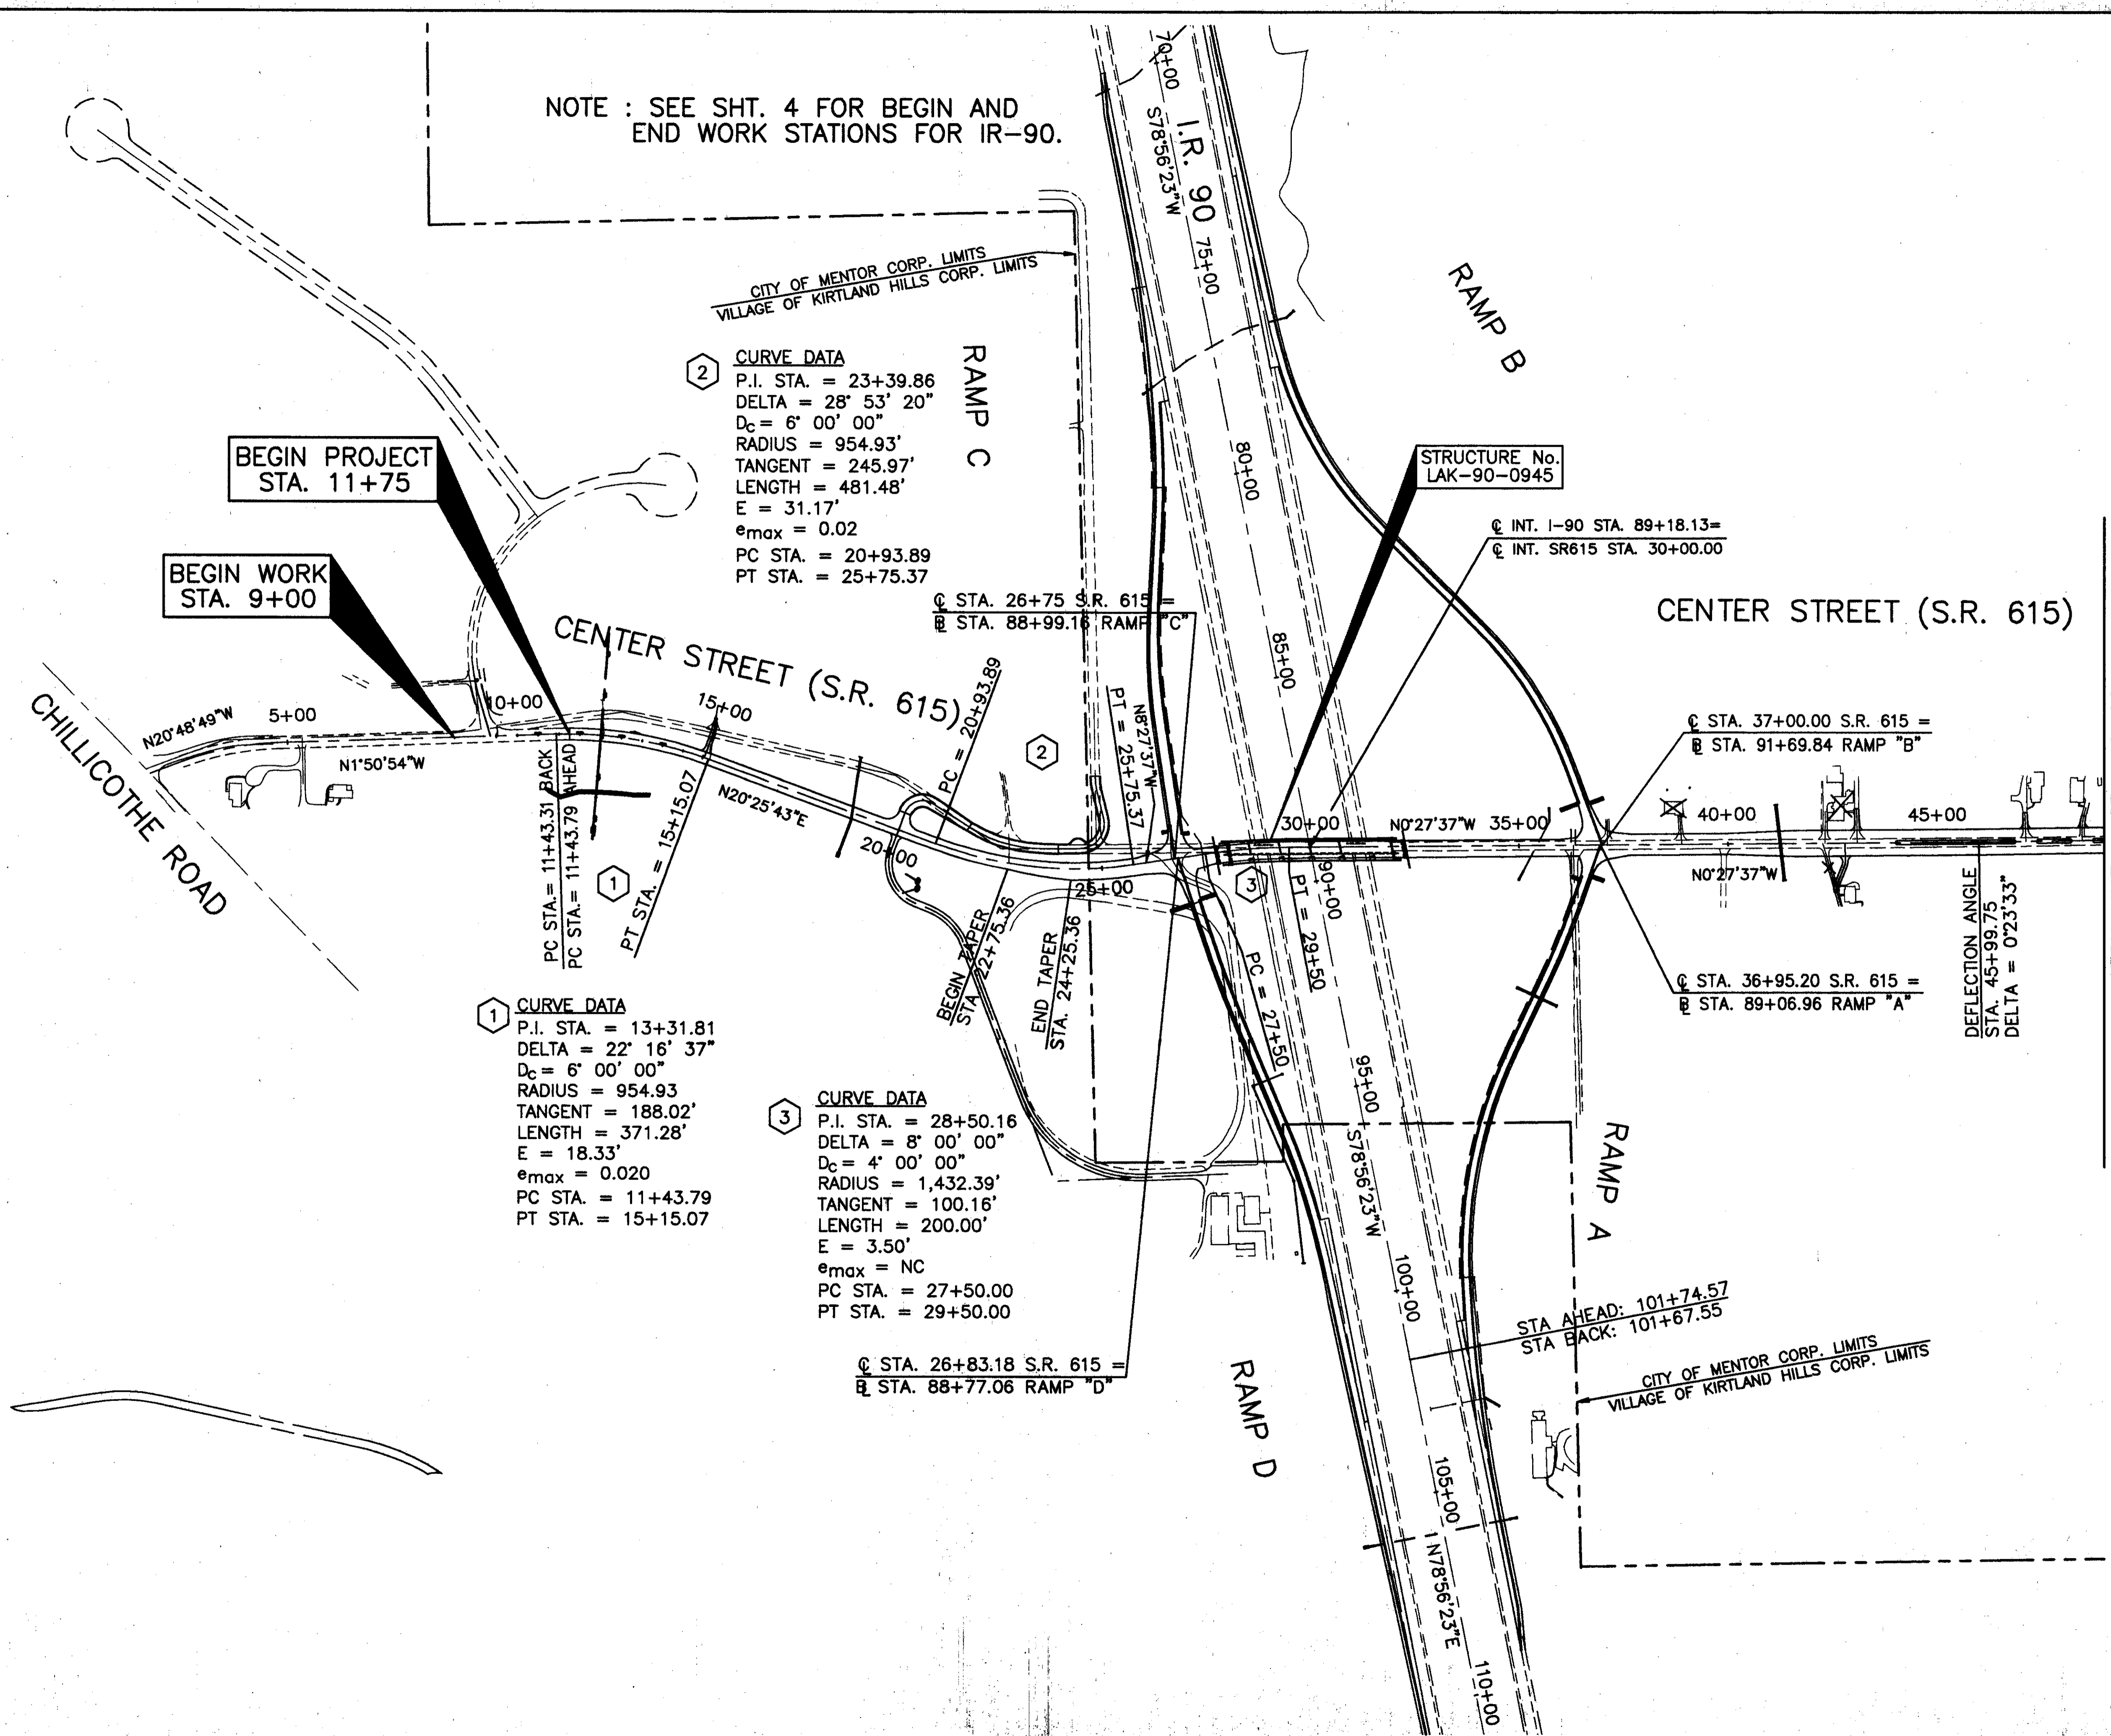 NOTE : SEE SHT. 4 FOR BEGIN AND
END WORK STATIONS FOR IR-90.
CITY OF MENTOR CORP. LIMITS
VILLAGE OF KIRTLAND HILLS CORP. LIMITS
2
CURVE DATA
P.I. STA. = 23+39.86
DELTA = 28° 53' 20"
Dc = 6° 00' 00"
RADIUS = 954.93'
TANGENT = 245.97'
LENGTH = 481.48'
E = 31.17'
emax = 0.02
PC STA. = 20+93.89
PT STA. = 25+75.37
RAMP C
70+00
I.R. 90
S78°56'23"W
75+00
80+00
85+00
90+00
95+00
S78°56'23"W
100+00
105+00
N78°56'23"E
110+00
RAMP B
BEGIN PROJECT
STA. 11+75
BEGIN WORK
STA. 9+00
STRUCTURE No.
LAK-90-0945
℄ INT. I-90 STA. 89+18.13=
℄ INT. SR615 STA. 30+00.00
℄ STA. 26+75 S.R. 615 =
B STA. 88+99.16 RAMP "C"
CENTER STREET (S.R. 615)
CENTER STREET (S.R. 615)
CHILLICOTHE ROAD
N20°48'49"W
5+00
N1°50'54"W
10+00
15+00
N20°25'43"E
20+00
25+00
30+00
N0°27'37"W
35+00
40+00
N0°27'37"W
45+00
PC STA.= 11+43.31 BACK
PC STA.= 11+43.79 AHEAD
1
PT STA. = 15+15.07
PC = 20+93.89
2
PT = 25+75.37
N8°27'37"W
3
PT = 29+50
PC = 27+50
BEGIN TAPER
STA. 22+75.36
END TAPER
STA. 24+25.36
℄ STA. 37+00.00 S.R. 615 =
B STA. 91+69.84 RAMP "B"
℄ STA. 36+95.20 S.R. 615 =
B STA. 89+06.96 RAMP "A"
DEFLECTION ANGLE
STA. 45+99.75
DELTA = 0°23'33"
1
CURVE DATA
P.I. STA. = 13+31.81
DELTA = 22° 16' 37"
Dc = 6° 00' 00"
RADIUS = 954.93
TANGENT = 188.02'
LENGTH = 371.28'
E = 18.33'
emax = 0.020
PC STA. = 11+43.79
PT STA. = 15+15.07
3
CURVE DATA
P.I. STA. = 28+50.16
DELTA = 8° 00' 00"
Dc = 4° 00' 00"
RADIUS = 1,432.39'
TANGENT = 100.16'
LENGTH = 200.00'
E = 3.50'
emax = NC
PC STA. = 27+50.00
PT STA. = 29+50.00
℄ STA. 26+83.18 S.R. 615 =
B STA. 88+77.06 RAMP "D"
RAMP D
RAMP A
STA AHEAD: 101+74.57
STA BACK: 101+67.55
CITY OF MENTOR CORP. LIMITS
VILLAGE OF KIRTLAND HILLS CORP. LIMITS